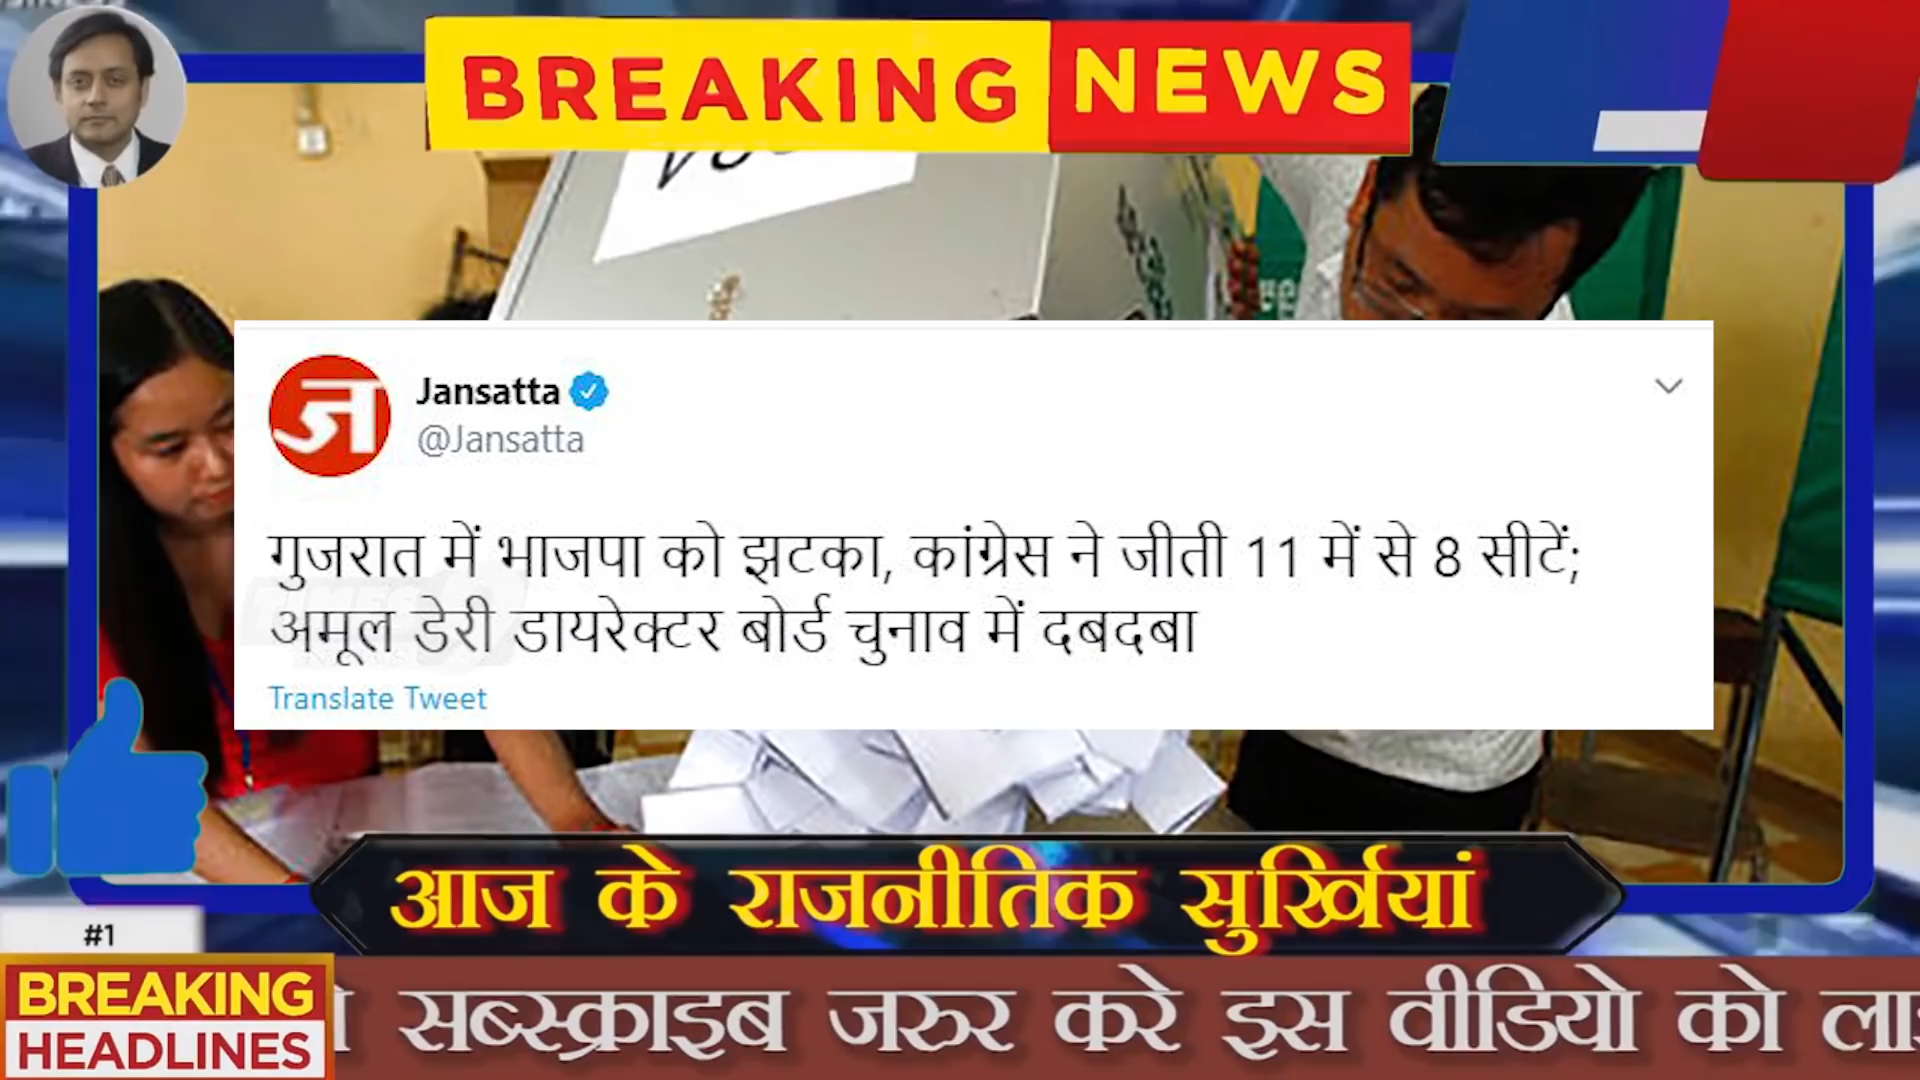 BREAKING NEWS
Jansatta
@Jansatta
गुजरात में भाजपा को झटका, कांग्रेस ने जीती 11 में से 8 सीटें;
अमूल डेरी डायरेक्टर बोर्ड चुनाव में दबदबा
Translate Tweet
आज के राजनीतिक सुर्खियां
#1
BREAKING
HEADLINES
सब्स्क्राइब जरुर करे इस वीडियो को